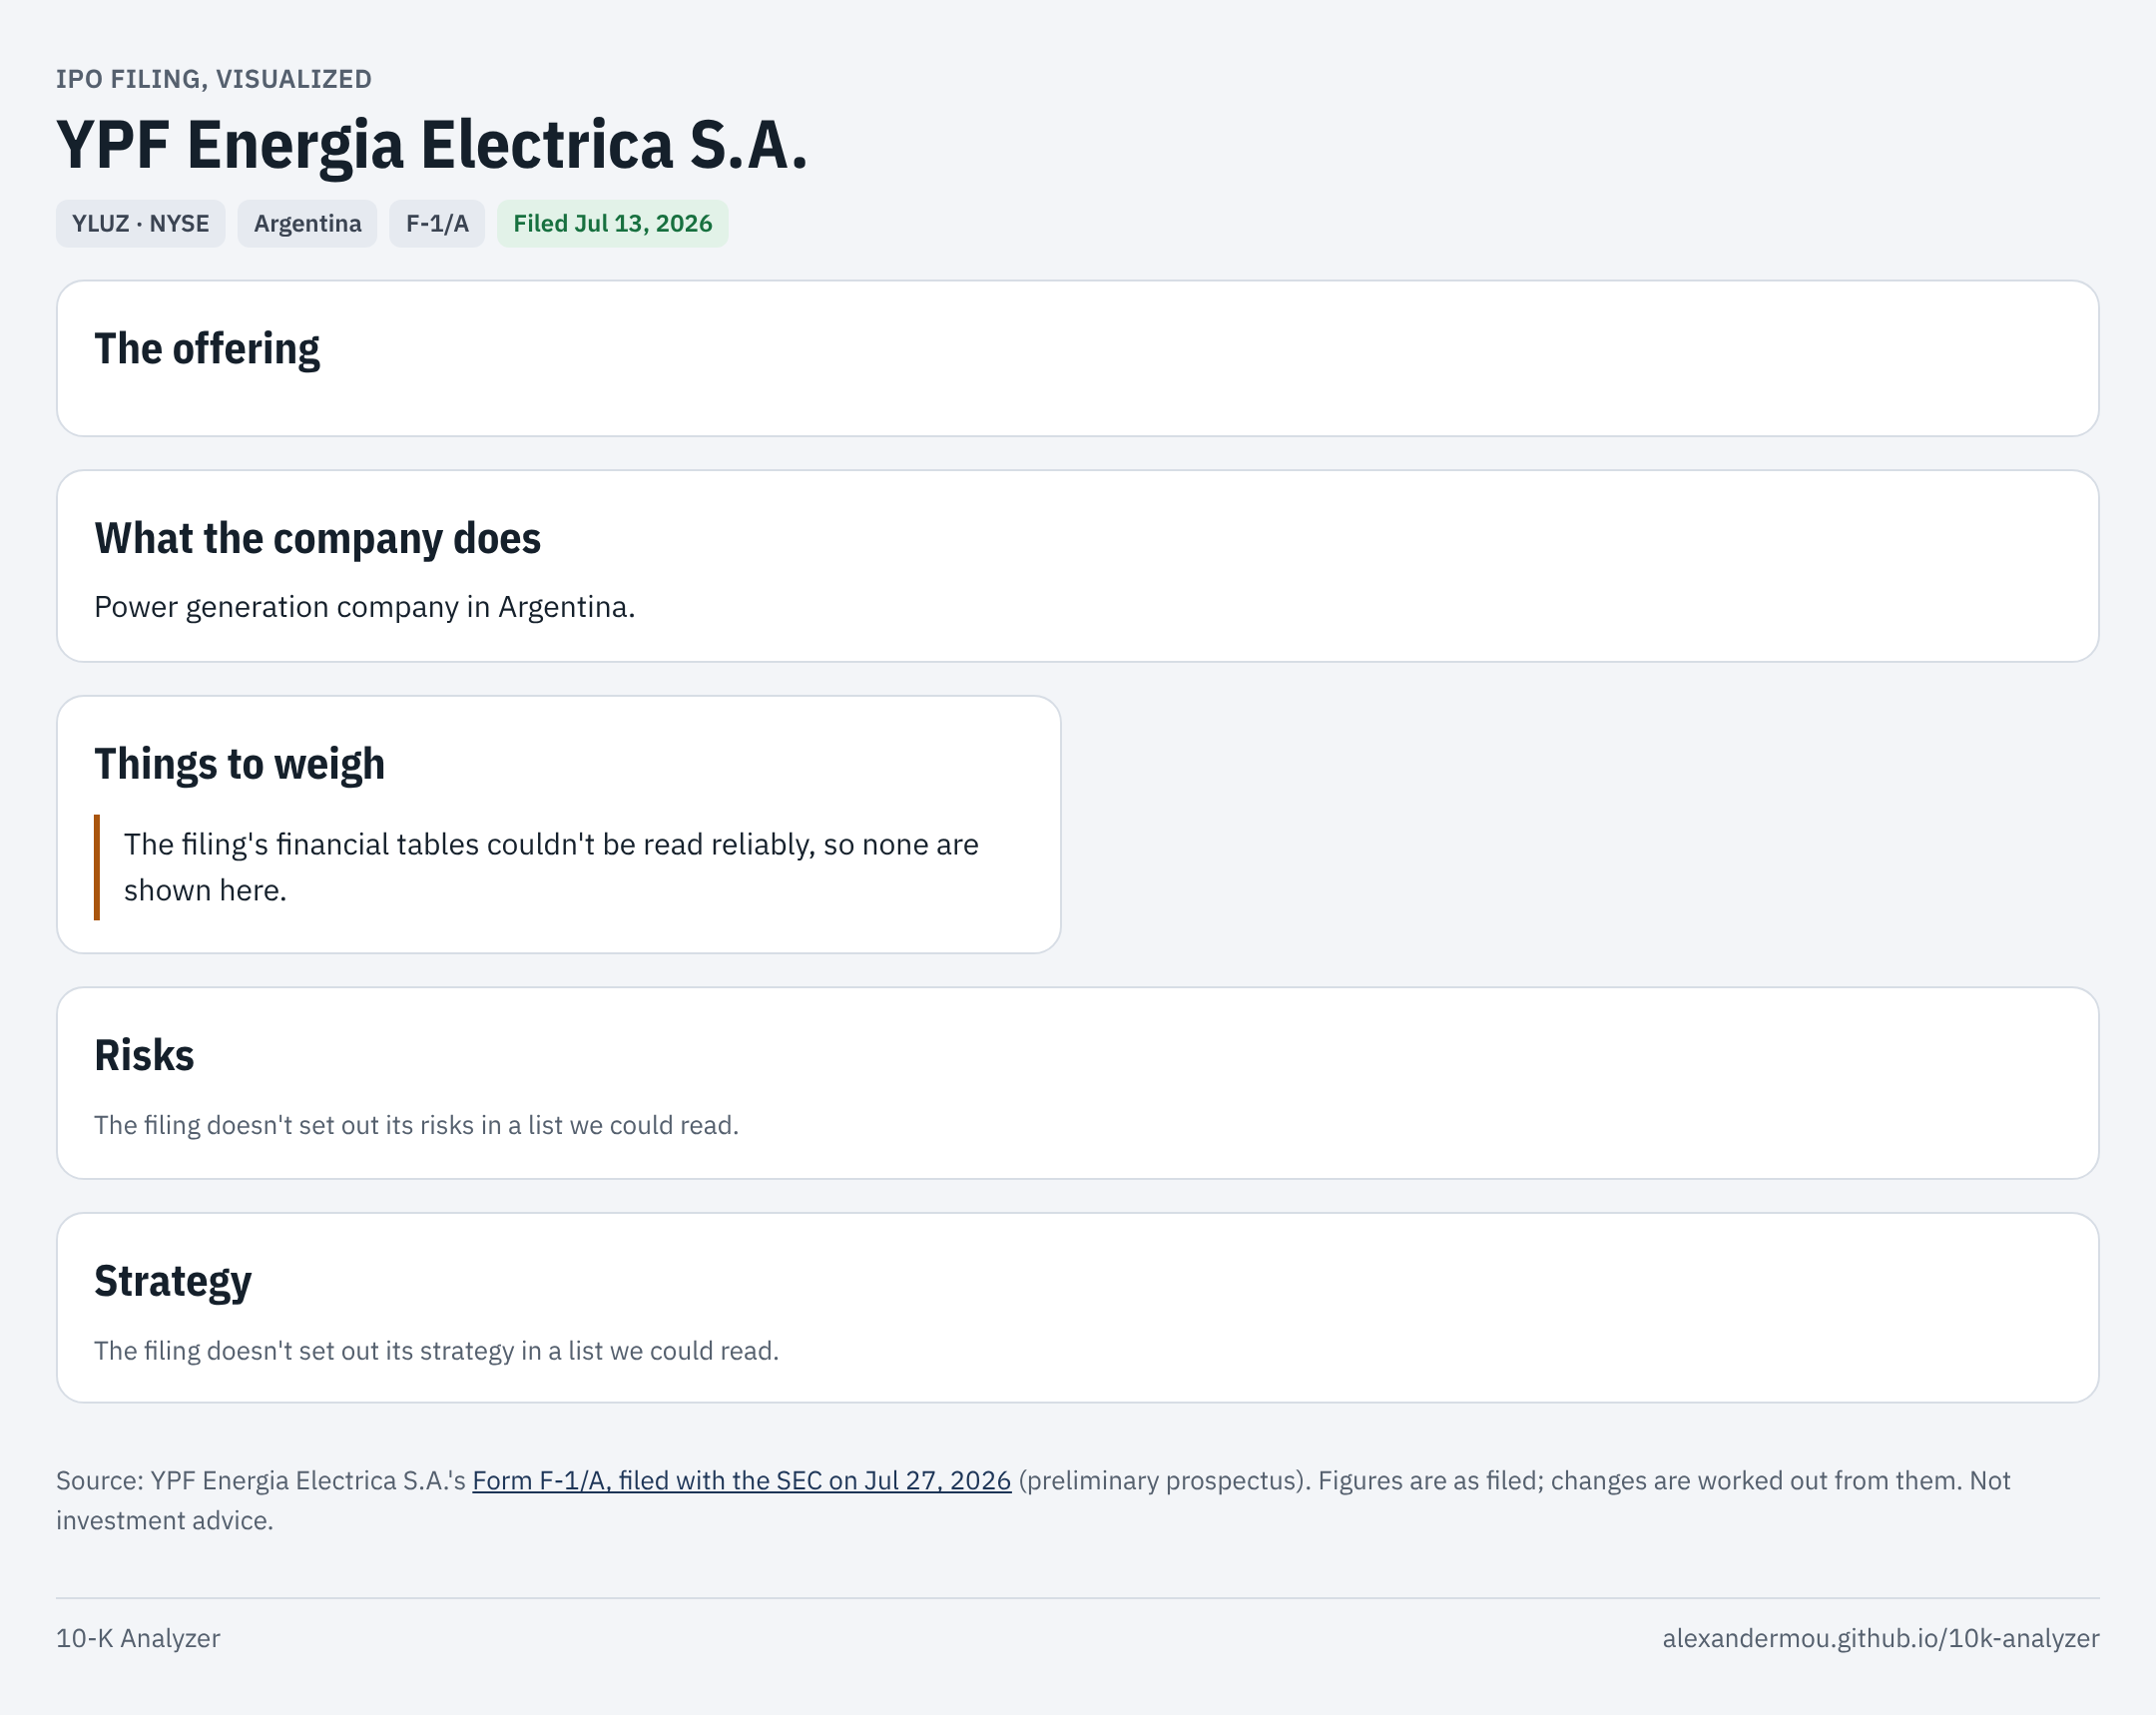 IPO FILING, VISUALIZED
YPF Energia Electrica S.A.
YLUZ · NYSE Argentina F-1/A Filed Jul 13, 2026
The offering
What the company does
Power generation company in Argentina.
Things to weigh
The filing's financial tables couldn't be read reliably, so none are
shown here.
Risks
The filing doesn't set out its risks in a list we could read.
Strategy
The filing doesn't set out its strategy in a list we could read.
Source: YPF Energia Electrica S.A.'s Form F-1/A, filed with the SEC on Jul 27, 2026 (preliminary prospectus). Figures are as filed; changes are worked out from them. Not
investment advice.
10-K Analyzer alexandermou.github.io/10k-analyzer